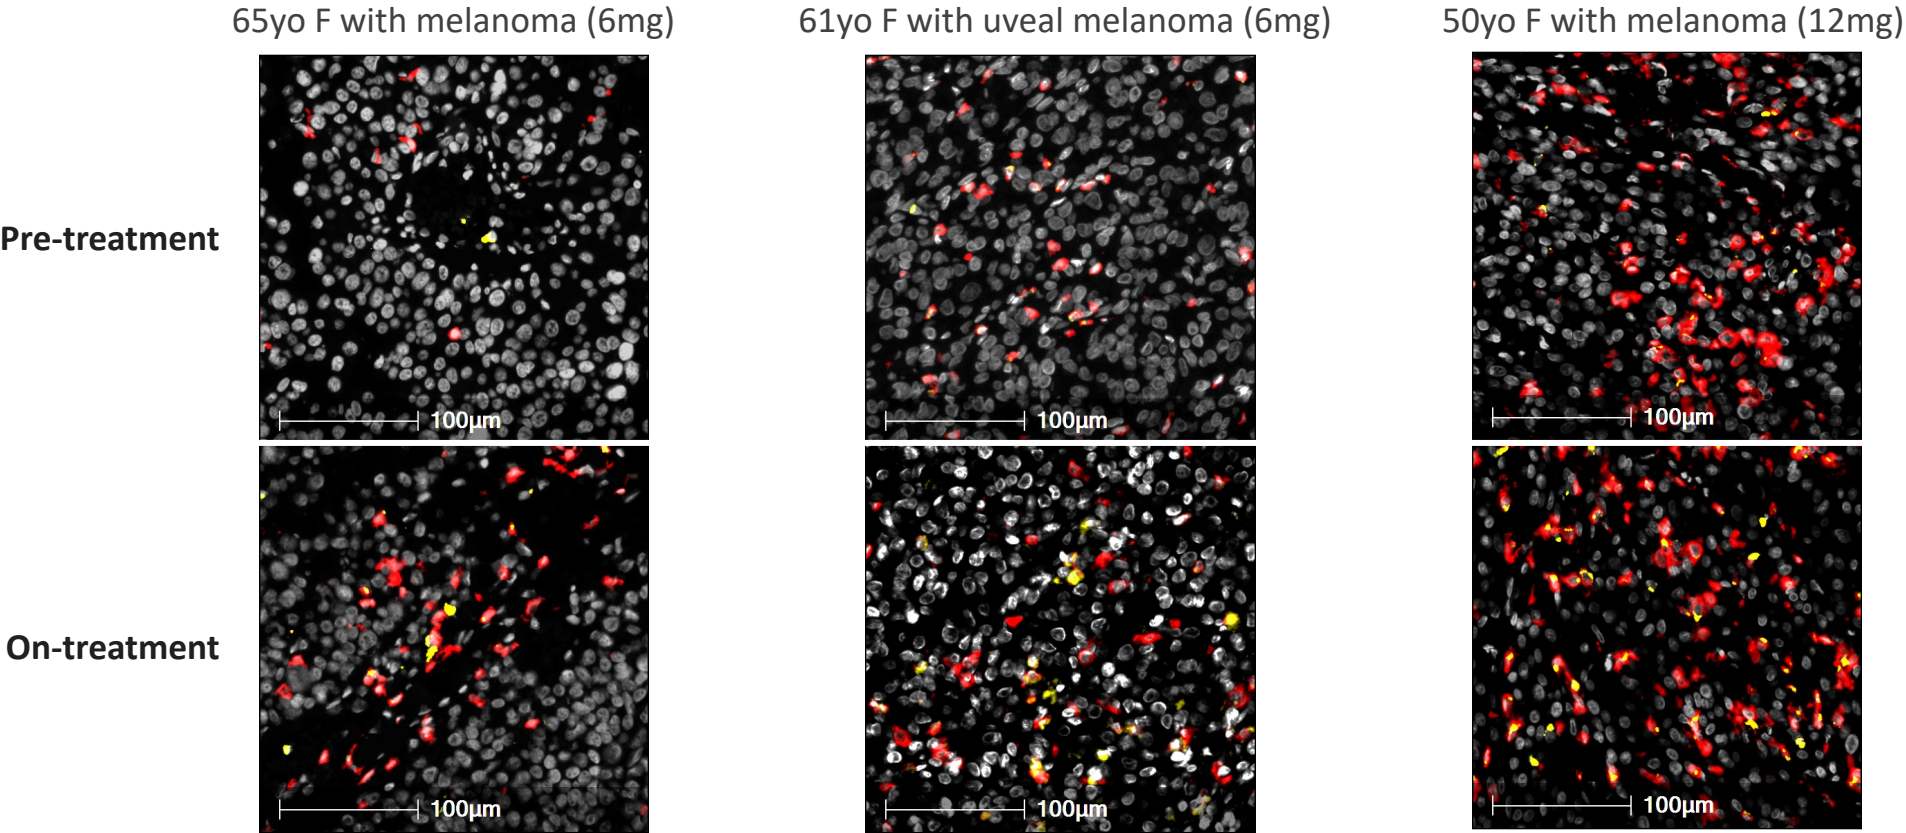 65yo F with melanoma (6mg) 61yo F with uveal melanoma (6mg) 50yo F with melanoma (12mg)
Pre-treatment
100µm 100µm 100µm
On-treatment
100µm 100µm 100µm